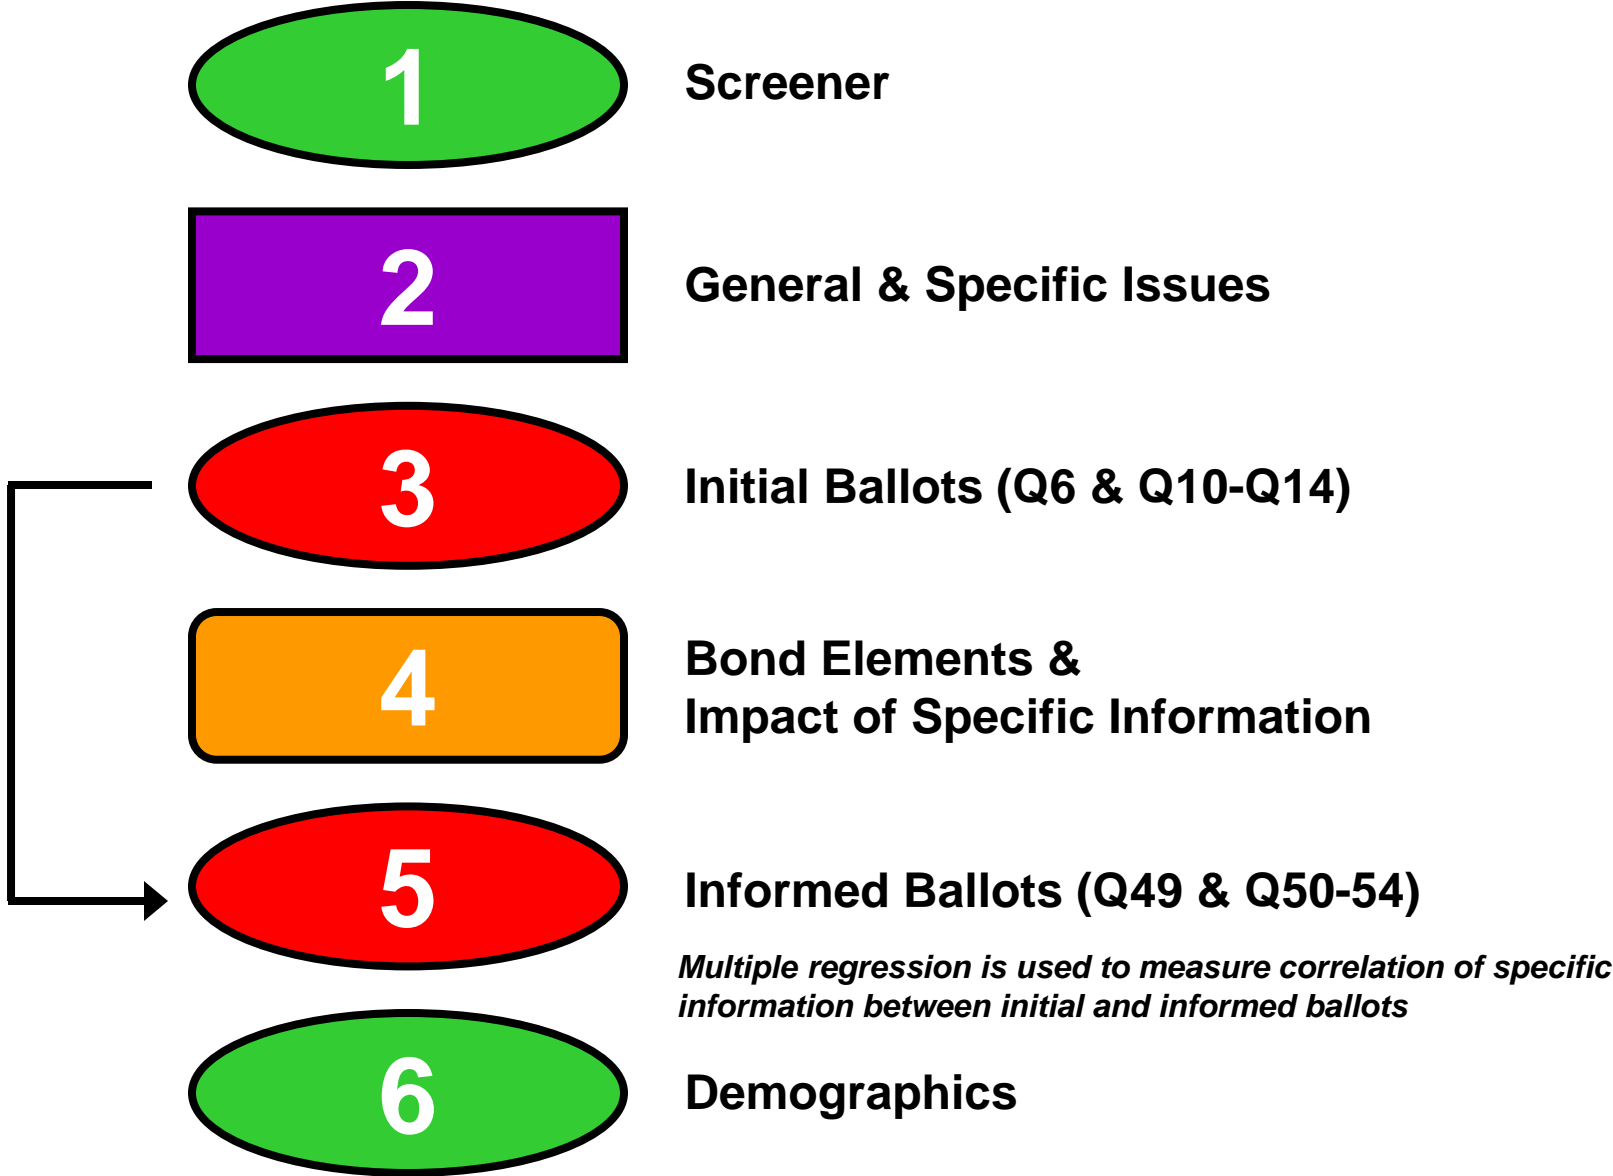 1
Screener
2
General & Specific Issues
3
Initial Ballots (Q6 & Q10-Q14)
4
Bond Elements &
Impact of Specific Information
5
Informed Ballots (Q49 & Q50-54)
Multiple regression is used to measure correlation of specific
information between initial and informed ballots
6
Demographics